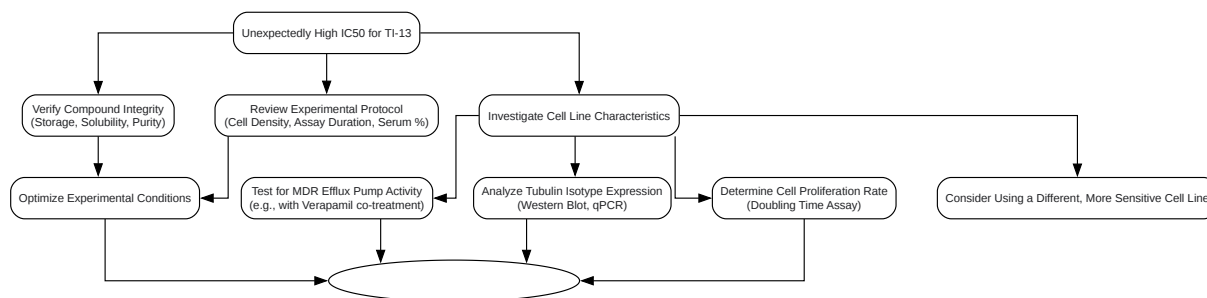 Unexpectedly High IC50 for TI-13
Verify Compound Integrity
(Storage, Solubility, Purity)
Review Experimental Protocol
(Cell Density, Assay Duration, Serum %)
Investigate Cell Line Characteristics
Optimize Experimental Conditions
Test for MDR Efflux Pump Activity
(e.g., with Verapamil co-treatment)
Analyze Tubulin Isotype Expression
(Western Blot, qPCR)
Determine Cell Proliferation Rate
(Doubling Time Assay)
Consider Using a Different, More Sensitive Cell Line